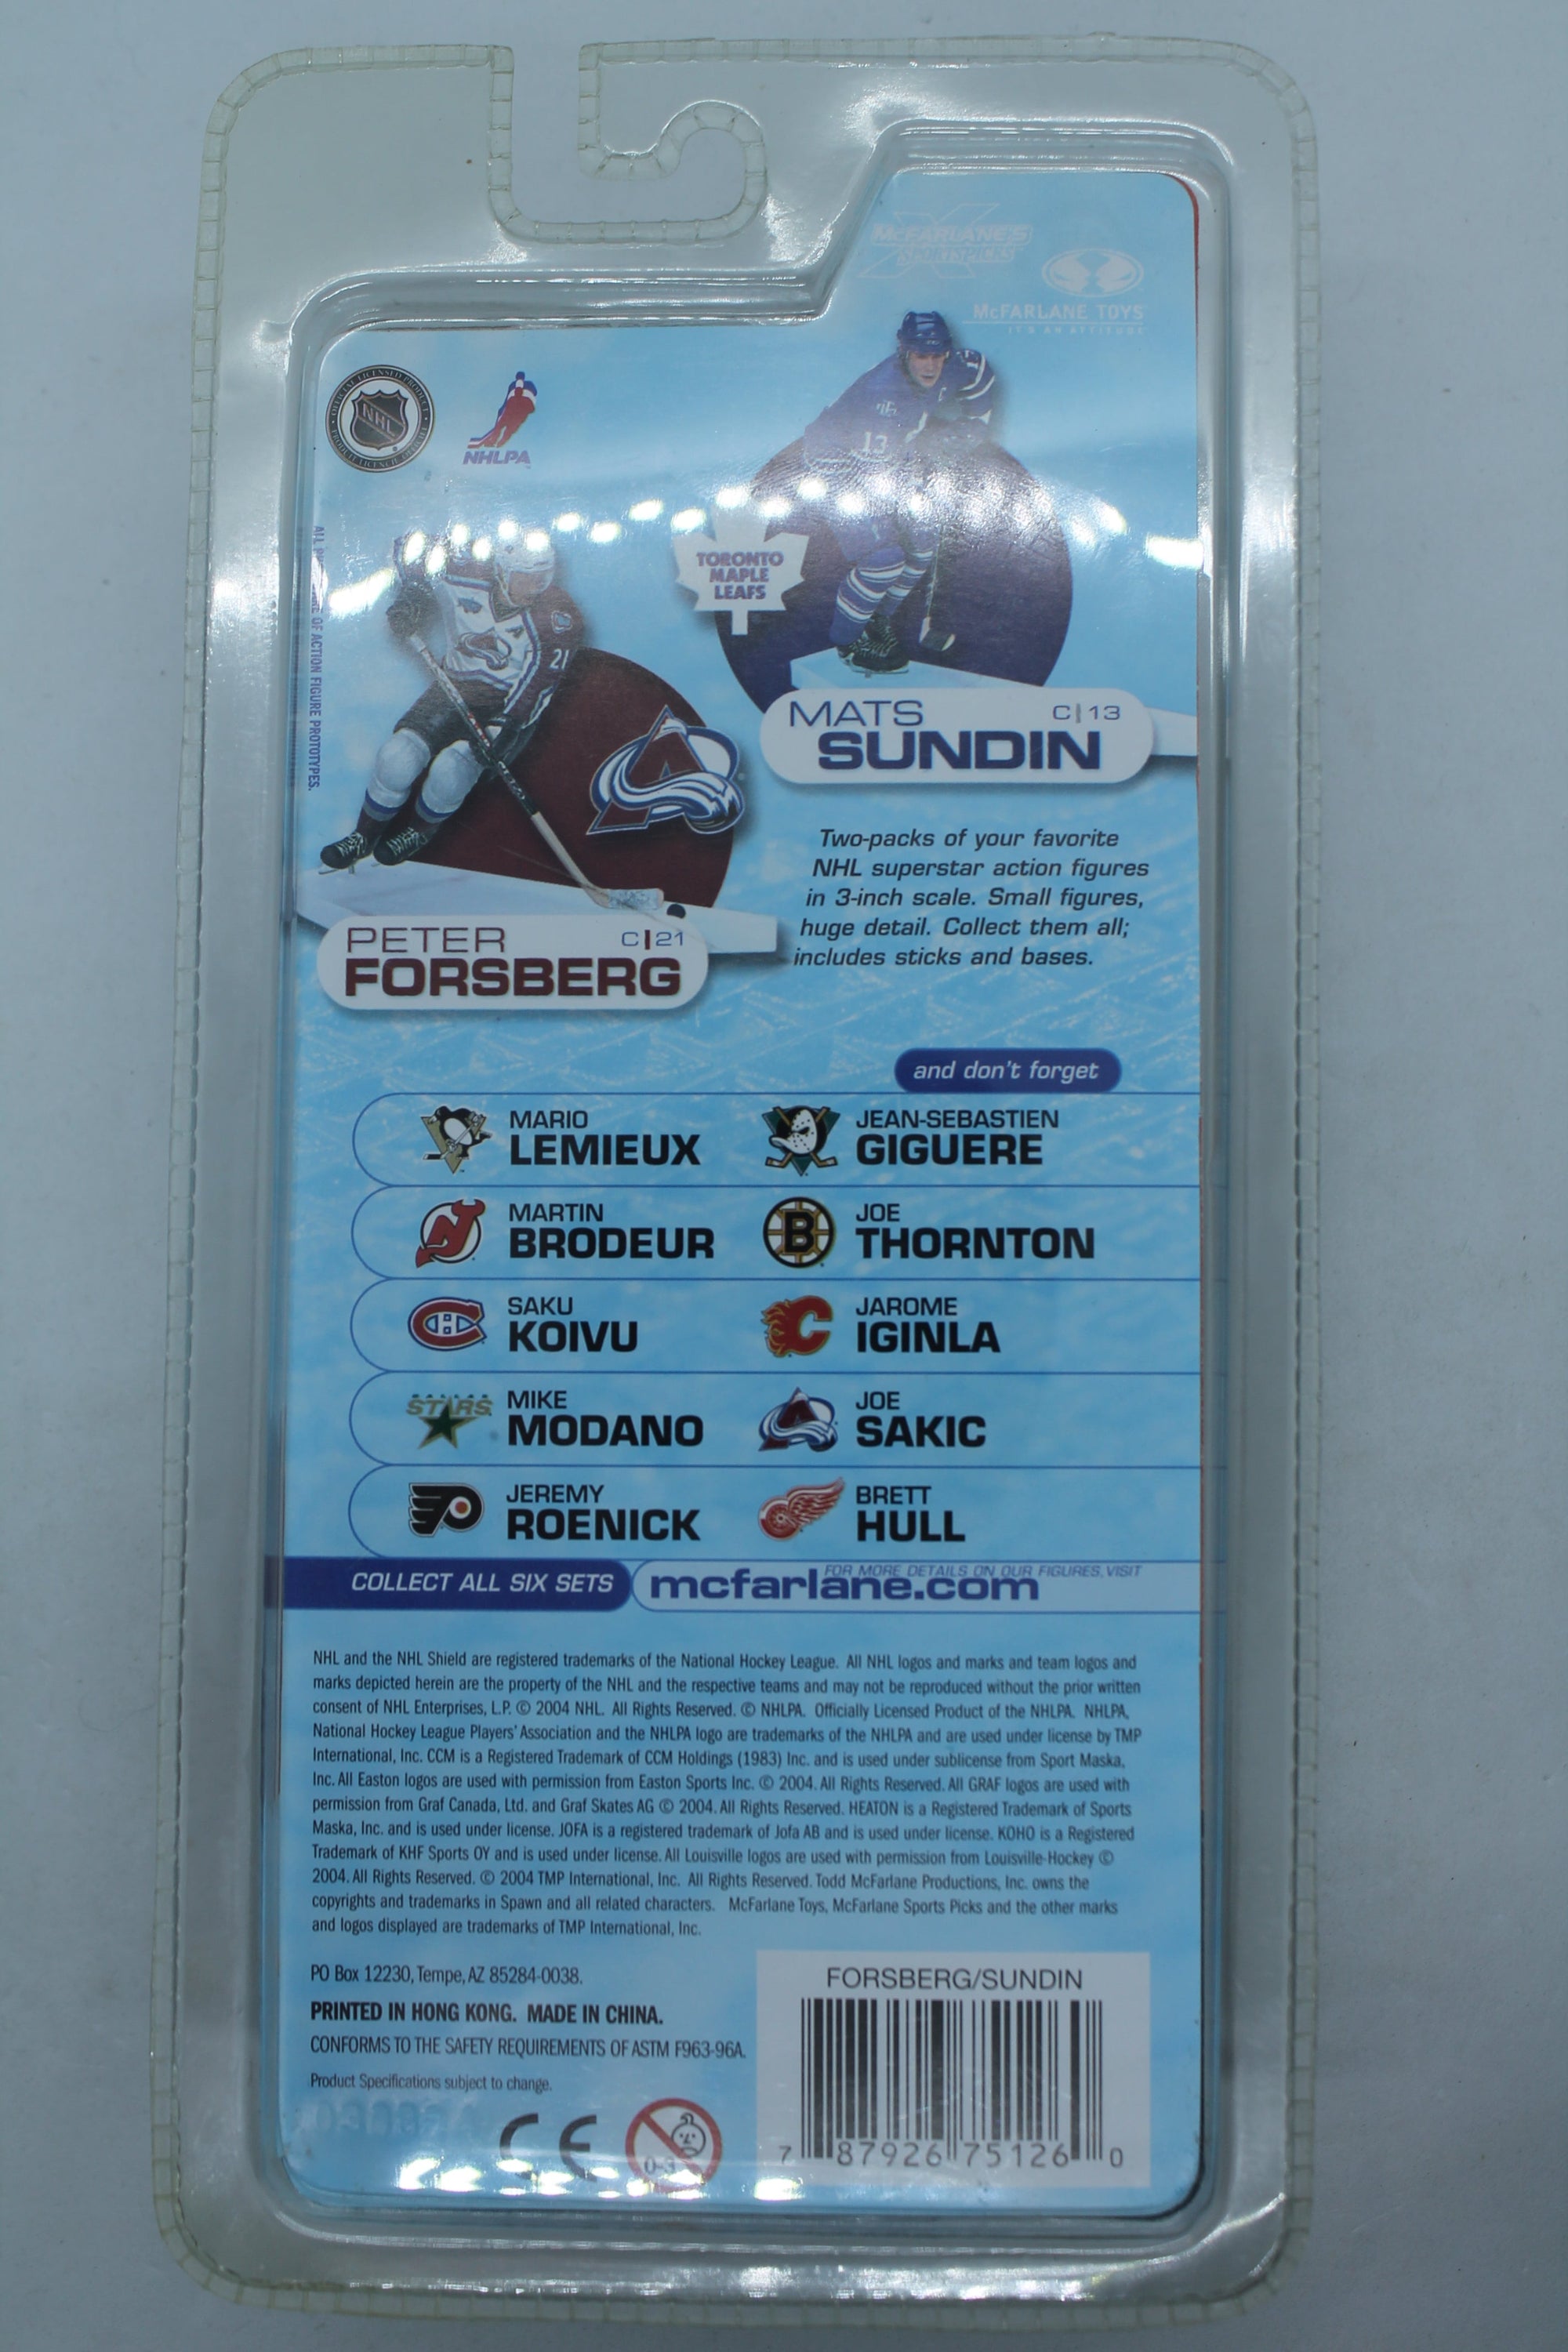 McFARLANE'S
SPORTSPICKS
McFARLANE TOYS
IT'S AN ATTITUDE
OFFICIAL LICENSED PRODUCT
NHL
NHLPA
13
TORONTO
MAPLE
LEAFS
21
OF ACTION FIGURE PROTOTYPES.
MATS C|13
SUNDIN
Two-packs of your favorite
NHL superstar action figures
in 3-inch scale. Small figures,
huge detail. Collect them all;
includes sticks and bases.
PETER C|21
FORSBERG
and don't forget
MARIO
LEMIEUX
JEAN-SEBASTIEN
GIGUERE
MARTIN
BRODEUR
B
JOE
THORNTON
SAKU
KOIVU
JAROME
IGINLA
DALLAS
STARS
MIKE
MODANO
JOE
SAKIC
JEREMY
ROENICK
BRETT
HULL
COLLECT ALL SIX SETS
FOR MORE DETAILS ON OUR FIGURES, VISIT
mcfarlane.com
NHL and the NHL Shield are registered trademarks of the National Hockey League. All NHL logos and marks and team logos and
marks depicted herein are the property of the NHL and the respective teams and may not be reproduced without the prior written
consent of NHL Enterprises, L.P. © 2004 NHL. All Rights Reserved. © NHLPA. Officially Licensed Product of the NHLPA. NHLPA,
National Hockey League Players' Association and the NHLPA logo are trademarks of the NHLPA and are used under license by TMP
International, Inc. CCM is a Registered Trademark of CCM Holdings (1983) Inc. and is used under sublicense from Sport Maska,
Inc. All Easton logos are used with permission from Easton Sports Inc. © 2004. All Rights Reserved. All GRAF logos are used with
permission from Graf Canada, Ltd. and Graf Skates AG © 2004. All Rights Reserved. HEATON is a Registered Trademark of Sports
Maska, Inc. and is used under license. JOFA is a registered trademark of Jofa AB and is used under license. KOHO is a Registered
Trademark of KHF Sports OY and is used under license. All Louisville logos are used with permission from Louisville-Hockey ©
2004. All Rights Reserved. © 2004 TMP International, Inc. All Rights Reserved. Todd McFarlane Productions, Inc. owns the
copyrights and trademarks in Spawn and all related characters. McFarlane Toys, McFarlane Sports Picks and the other marks
and logos displayed are trademarks of TMP International, Inc.
PO Box 12230, Tempe, AZ 85284-0038.
PRINTED IN HONG KONG. MADE IN CHINA.
CONFORMS TO THE SAFETY REQUIREMENTS OF ASTM F963-96A.
Product Specifications subject to change.
CE
0-3
FORSBERG/SUNDIN
7 87926 75126 0